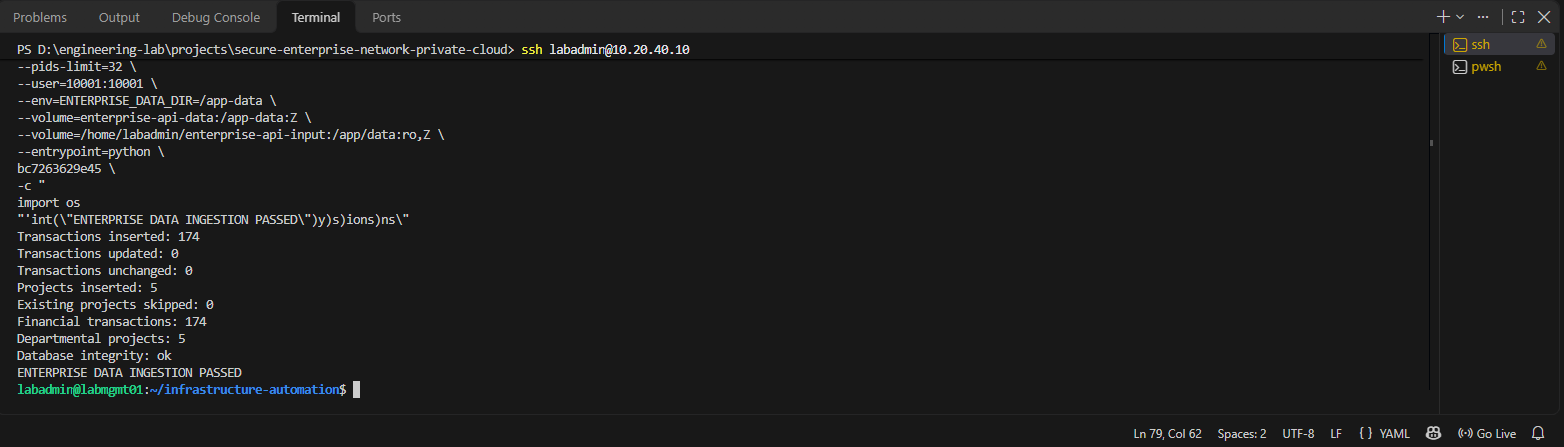 Problems Output Debug Console Terminal Ports
PS D:\engineering-lab\projects\secure-enterprise-network-private-cloud> ssh labadmin@10.20.40.10
ssh
pwsh
--pids-limit=32 \
--user=10001:10001 \
--env=ENTERPRISE_DATA_DIR=/app-data \
--volume=enterprise-api-data:/app-data:Z \
--volume=/home/labadmin/enterprise-api-input:/app/data:ro,Z \
--entrypoint=python \
bc7263629e45 \
-c "
import os
"'int(\"ENTERPRISE DATA INGESTION PASSED\")y)s)ions)ns\"
Transactions inserted: 174
Transactions updated: 0
Transactions unchanged: 0
Projects inserted: 5
Existing projects skipped: 0
Financial transactions: 174
Departmental projects: 5
Database integrity: ok
ENTERPRISE DATA INGESTION PASSED
labadmin@labmgmt01:~/infrastructure-automation$
Ln 79, Col 62 Spaces: 2 UTF-8 LF { } YAML Go Live